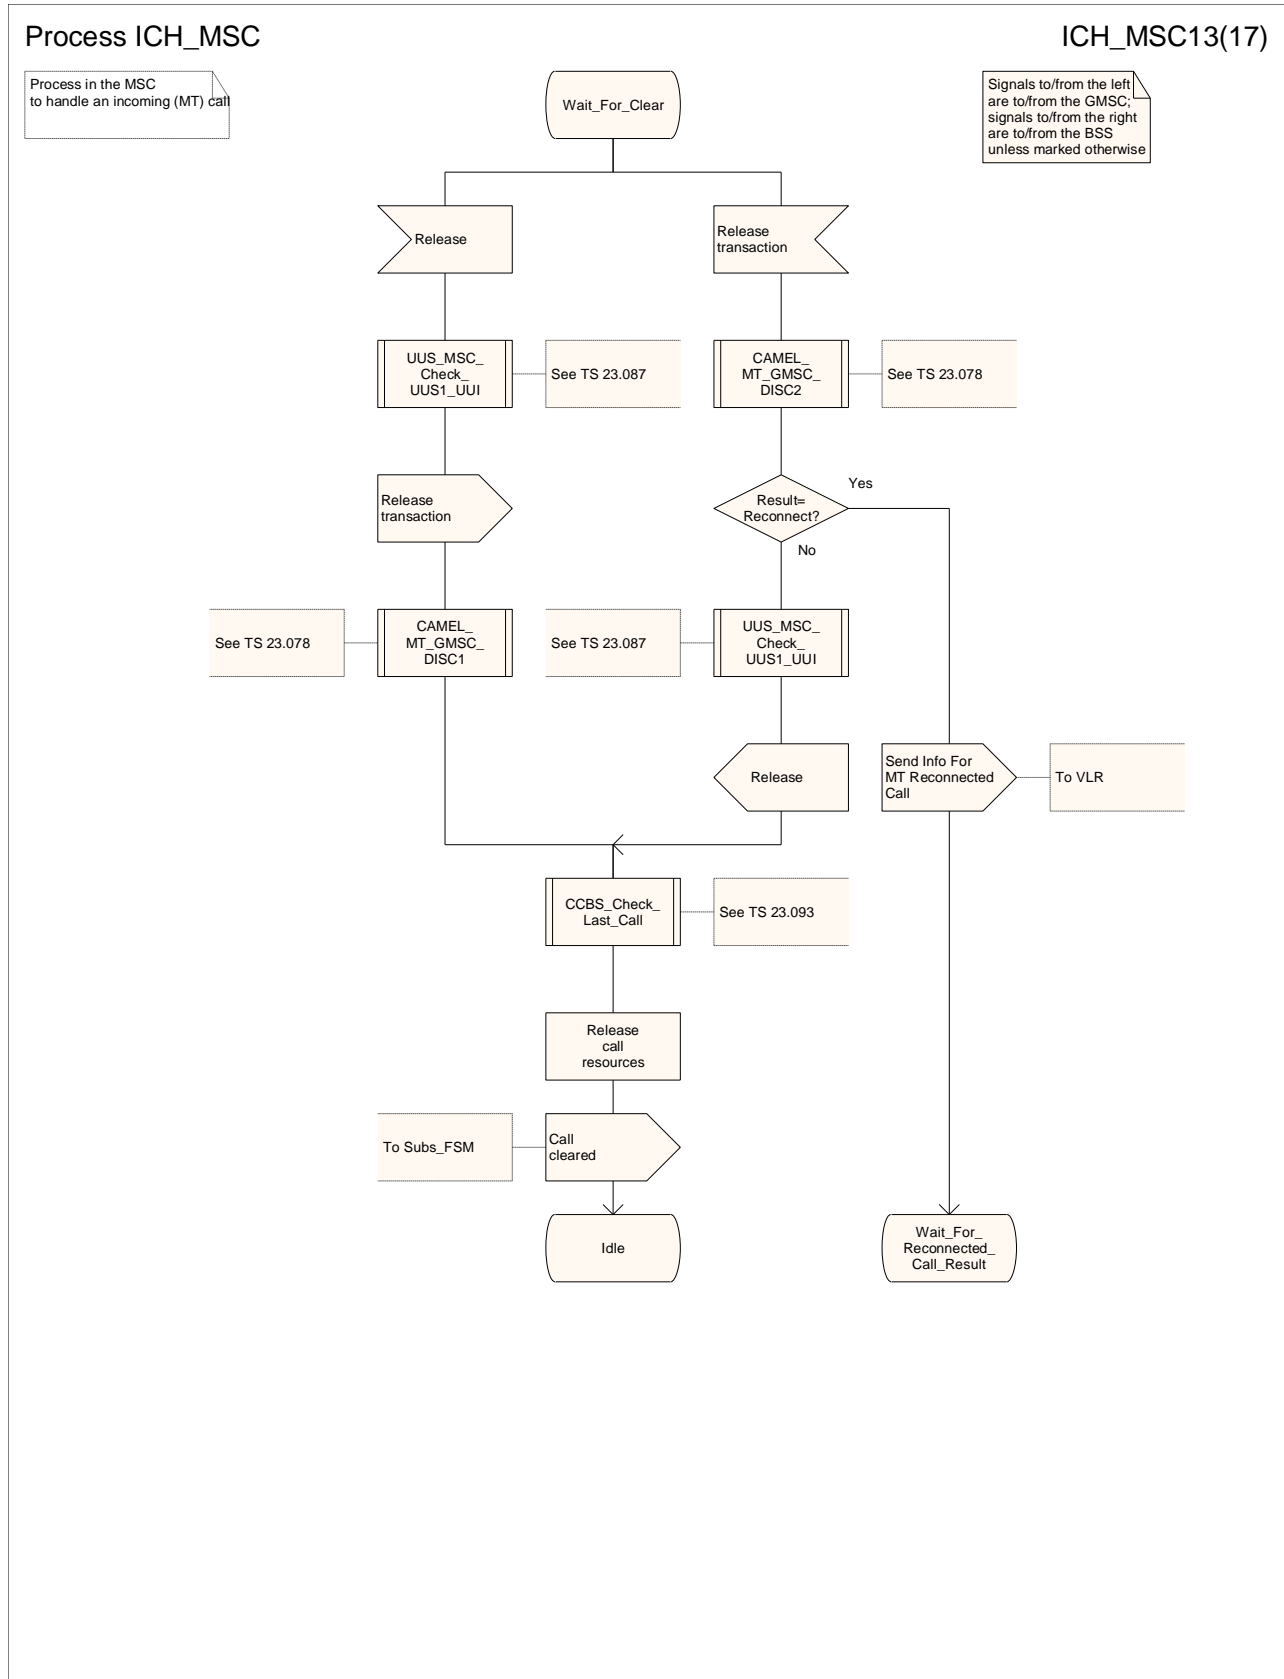 Process ICH_MSC
ICH_MSC13(17)
Process in the MSC
to handle an incoming (MT) call
Signals to/from the left
are to/from the GMSC;
signals to/from the right
are to/from the BSS
unless marked otherwise
Wait_For_Clear
Release
Release
transaction
UUS_MSC_
Check_
UUS1_UUI
See TS 23.087
CAMEL_
MT_GMSC_
DISC2
See TS 23.078
Release
transaction
Result=
Reconnect?
Yes
No
See TS 23.078
CAMEL_
MT_GMSC_
DISC1
See TS 23.087
UUS_MSC_
Check_
UUS1_UUI
Release
Send Info For
MT Reconnected
Call
To VLR
CCBS_Check_
Last_Call
See TS 23.093
Release
call
resources
To Subs_FSM
Call
cleared
Idle
Wait_For_
Reconnected_
Call_Result